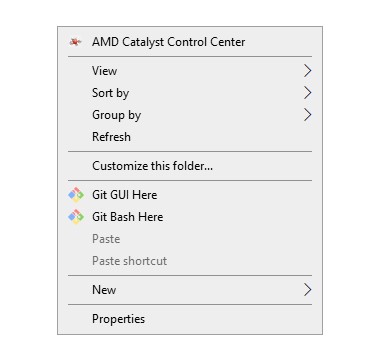 AMD Catalyst Control Center
View
Sort by
Group by
Refresh
Customize this folder...
Git GUI Here
Git Bash Here
Paste
Paste shortcut
New
Properties